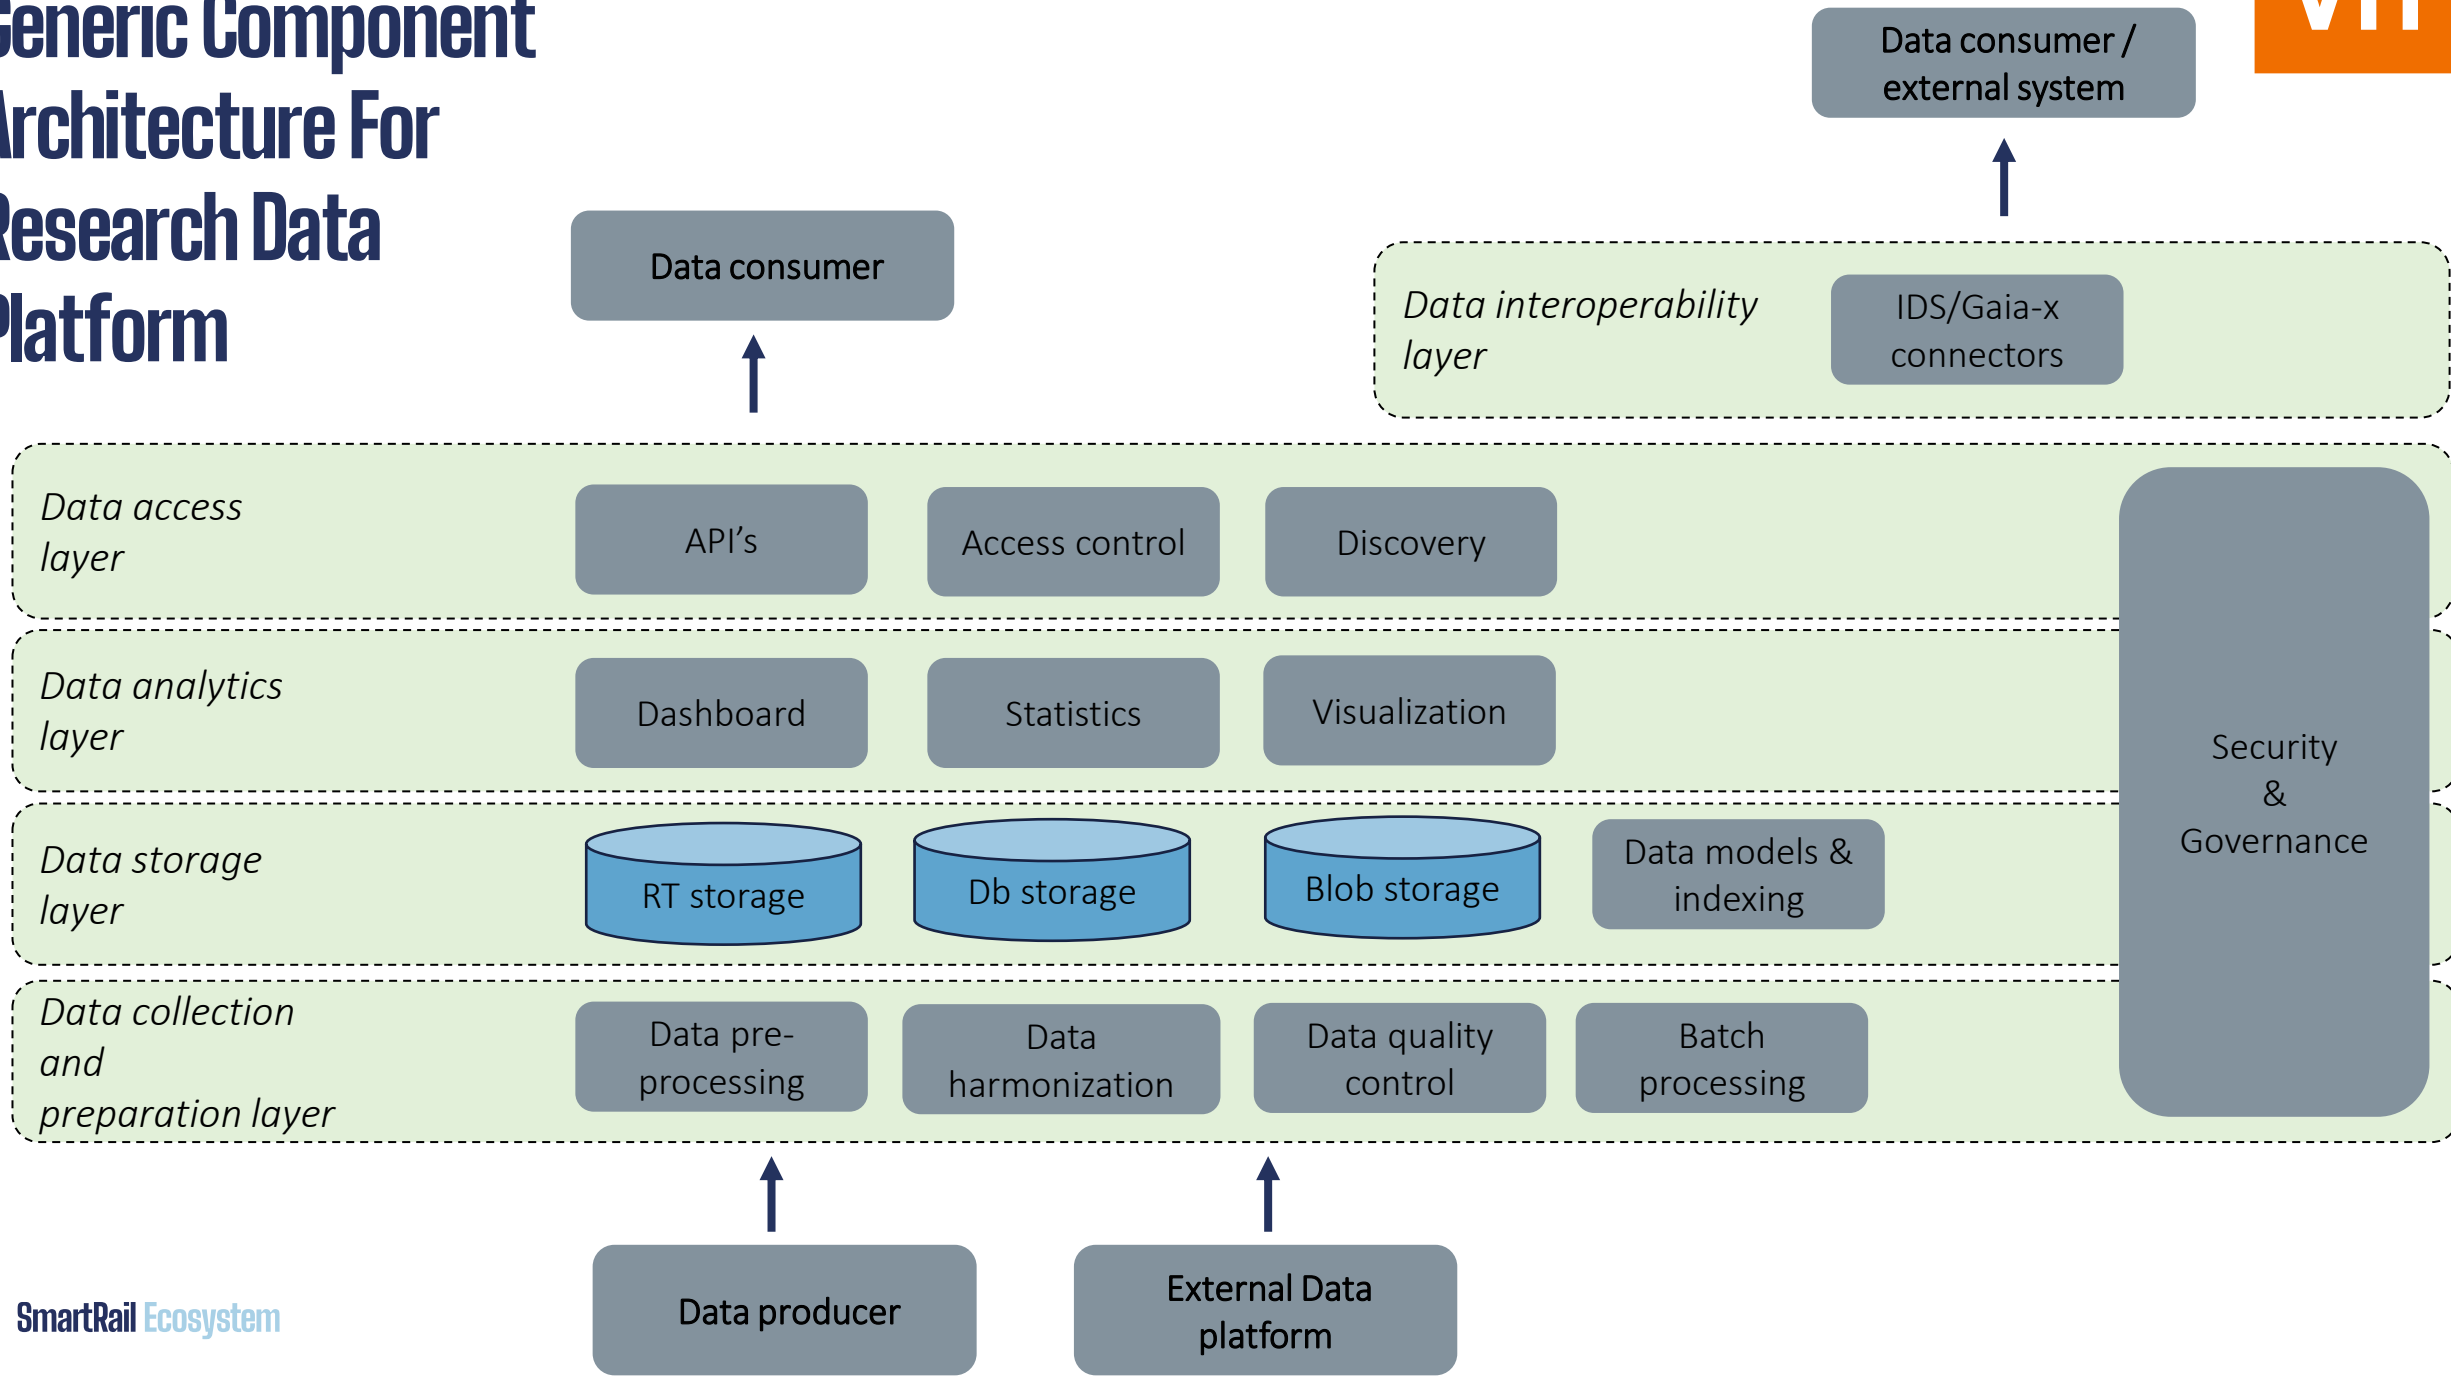 Generic Component
Architecture For
Research Data
Platform
Data consumer /
external system
Data consumer
Data interoperability
layer
IDS/Gaia-x
connectors
Data access
layer
API’s
Access control
Discovery
Data analytics
layer
Dashboard
Statistics
Visualization
Security
&
Governance
Data storage
layer
RT storage
Db storage
Blob storage
Data models &
indexing
Data collection
and
preparation layer
Data pre-
processing
Data
harmonization
Data quality
control
Batch
processing
Data producer
External Data
platform
SmartRail Ecosystem